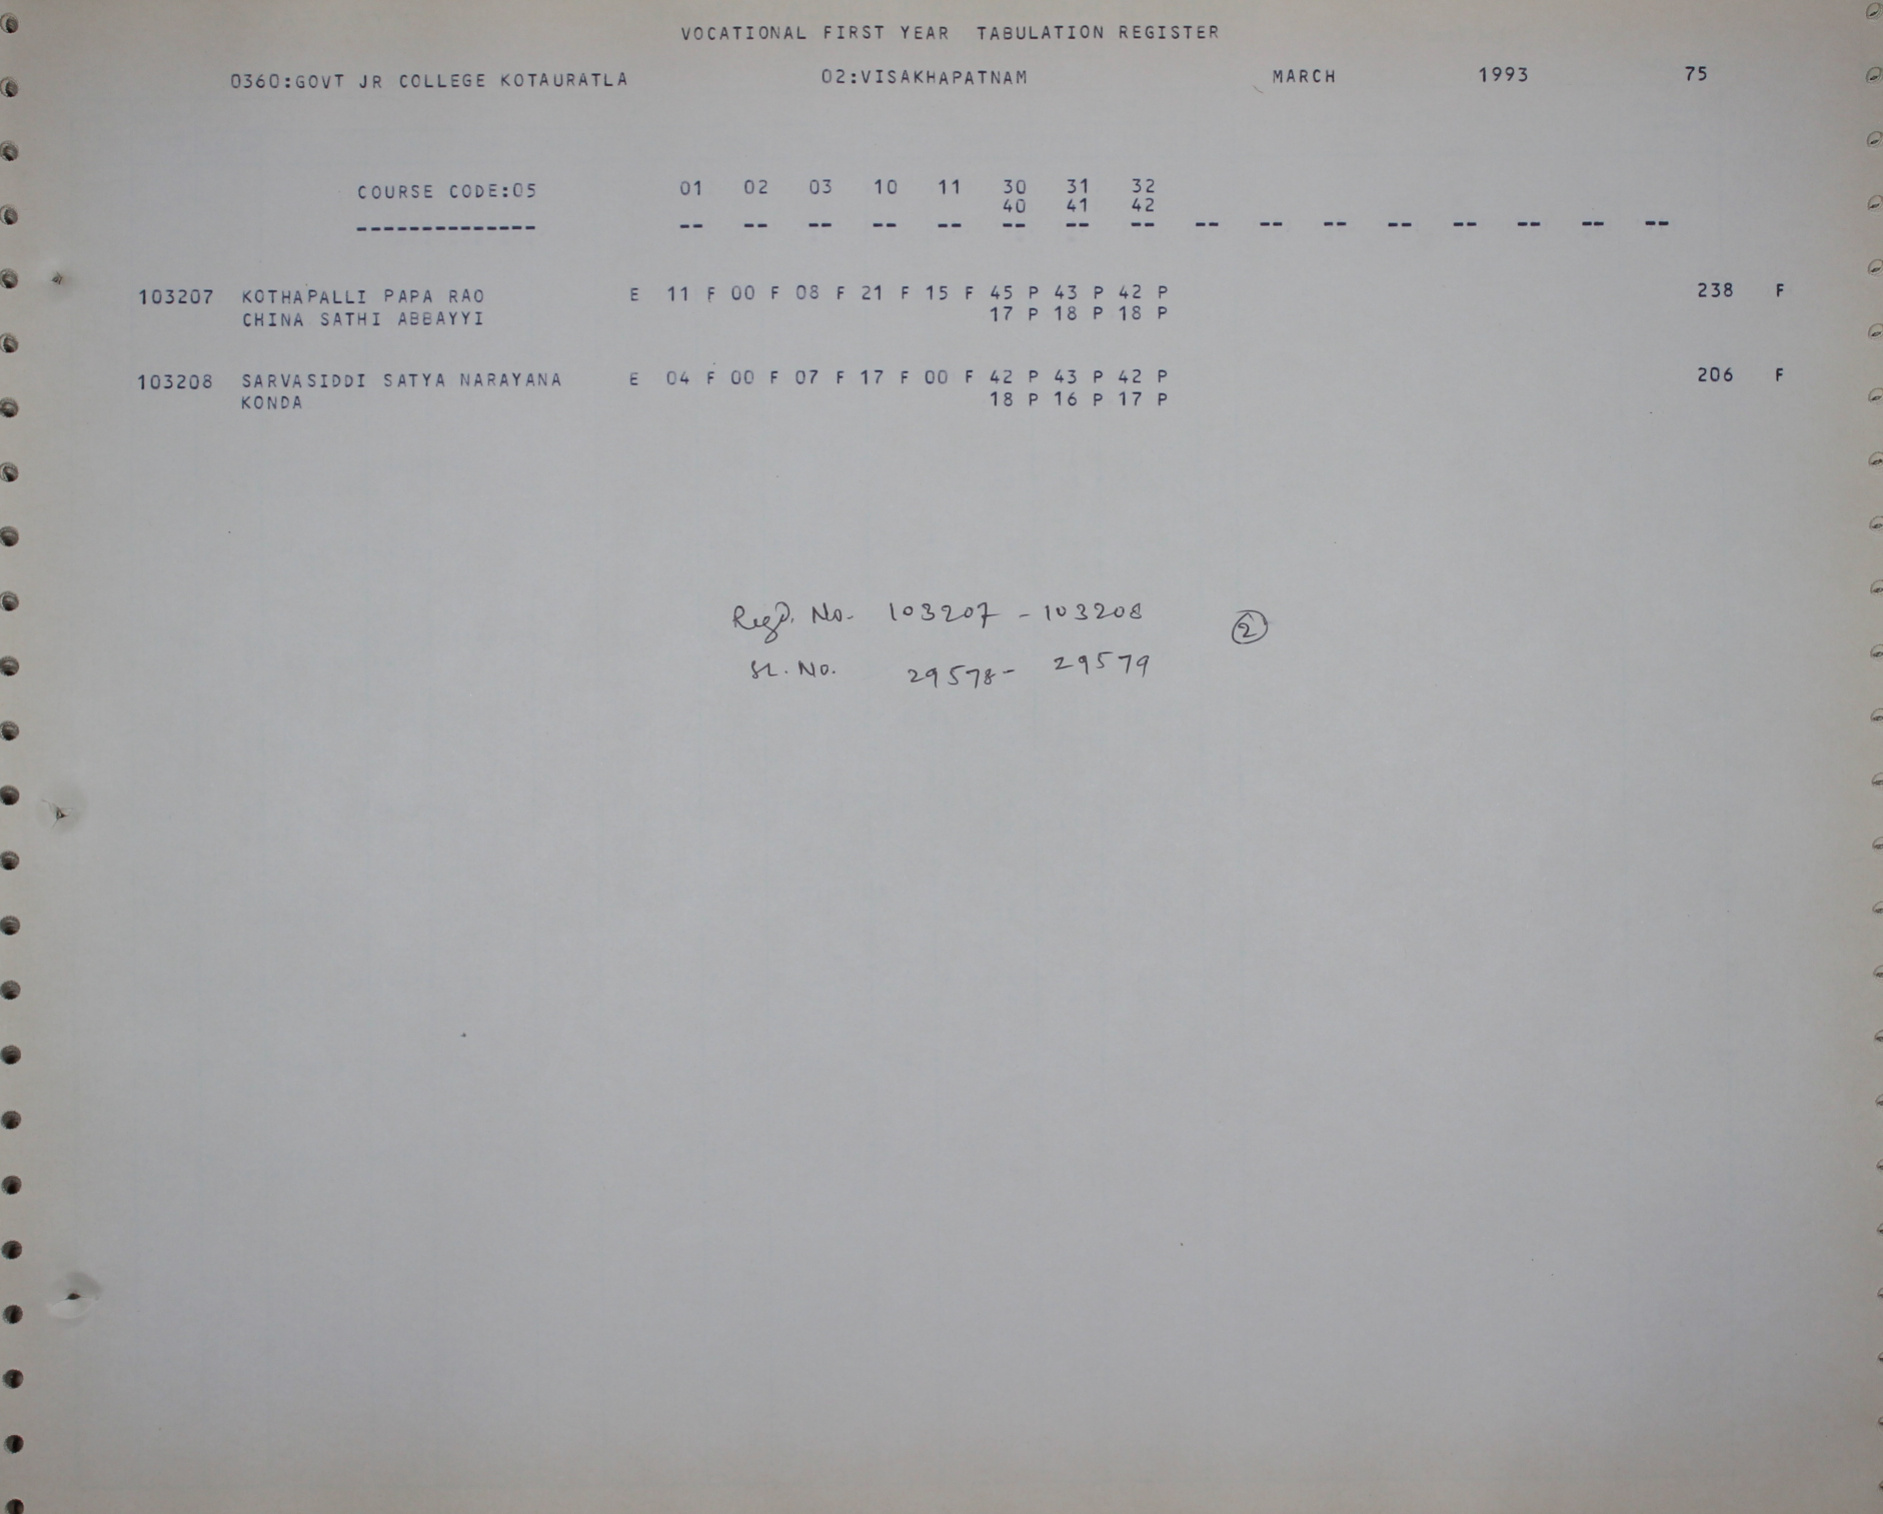 VOCATIONAL FIRST YEAR TABULATION REGISTER
0360:GOVT JR COLLEGE KOTAURATLA 02:VISAKHAPATNAM MARCH 1993 75
COURSE CODE:05 01 02 03 10 11 30 31 32
40 41 42
-------------- -- -- -- -- -- -- -- -- -- -- -- -- -- -- -- --
103207 KOTHAPALLI PAPA RAO E 11 F 00 F 08 F 21 F 15 F 45 P 43 P 42 P 238 F
CHINA SATHI ABBAYYI 17 P 18 P 18 P
103208 SARVASIDDI SATYA NARAYANA E 04 F 00 F 07 F 17 F 00 F 42 P 43 P 42 P 206 F
KONDA 18 P 16 P 17 P
Regd. No. 103207 - 103208 2
SL. No. 29578 - 29579